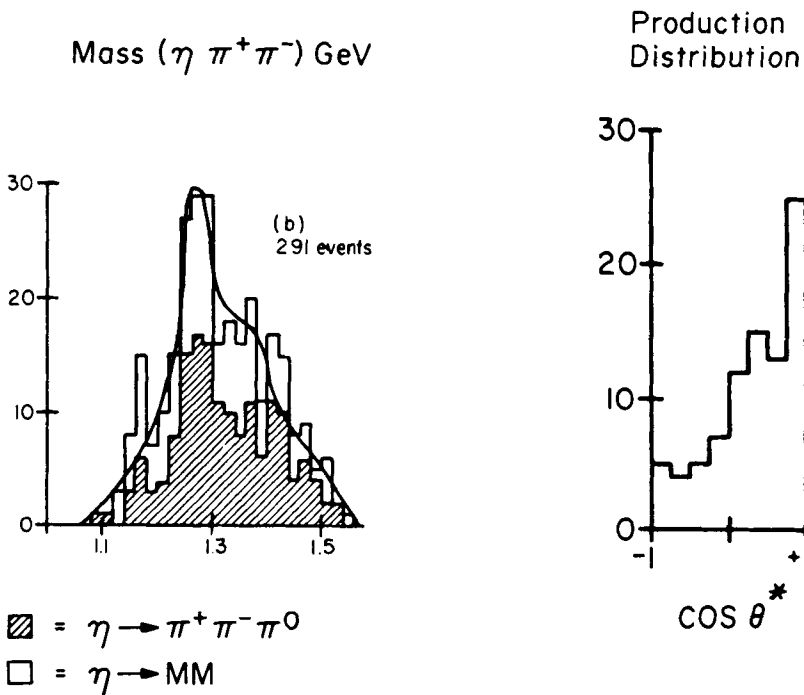 Mass (η π⁺π⁻) GeV
30
20
10
0
(b)
291 events
1.1
1.3
1.5
▨ = η → π⁺π⁻π⁰
□ = η → MM
Production
Distribution
30
20
10
0
-1
+
COS θ*